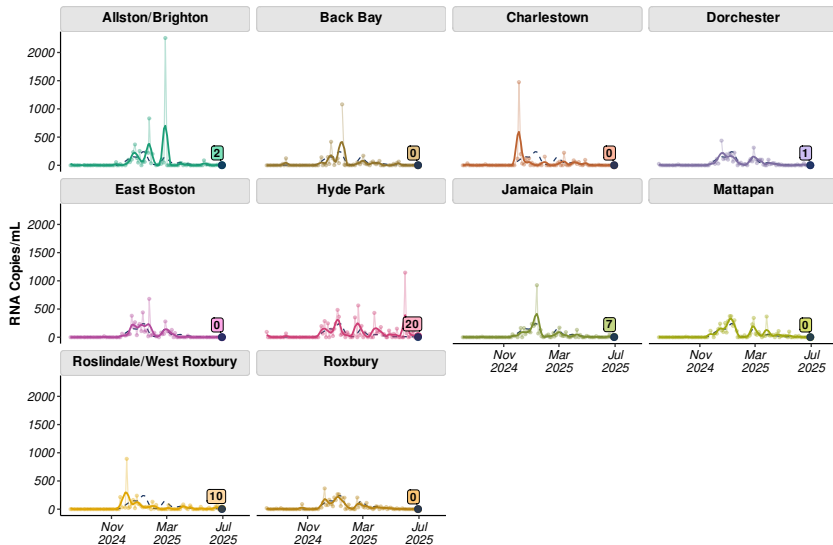 Allston/Brighton
Back Bay
Charlestown
Dorchester
2000
1500
1000
500
0
2
0
0
1
East Boston
Hyde Park
Jamaica Plain
Mattapan
RNA Copies/mL
2000
1500
1000
500
0
0
20
7
0
Nov
2024
Mar
2025
Jul
2025
Nov
2024
Mar
2025
Jul
2025
Roslindale/West Roxbury
Roxbury
2000
1500
1000
500
0
10
0
Nov
2024
Mar
2025
Jul
2025
Nov
2024
Mar
2025
Jul
2025